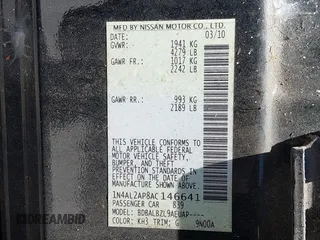 MFD BY NISSAN MOTOR CO., LTD.
DATE: 03/10
GVWR: 1941 KG
4279 LB
GAWR FR.: 1017 KG
2242 LB
GAWR RR.: 993 KG
2189 LB
THIS VEHICLE CONFORMS TO ALL
APPLICABLE FEDERAL MOTOR
VEHICLE SAFETY,
BUMPER, AND THEFT
PREVENTION STANDARDS
IN EFFECT ON THE DATE OF
MANUFACTURE SHOWN ABOVE.
1N4AL2AP8AC146641
PASSENGER CAR 839
MODEL: BDBALBZL9AEUAP----
COLOR: KH3 TRIM: G 9N00A
DREAMBID